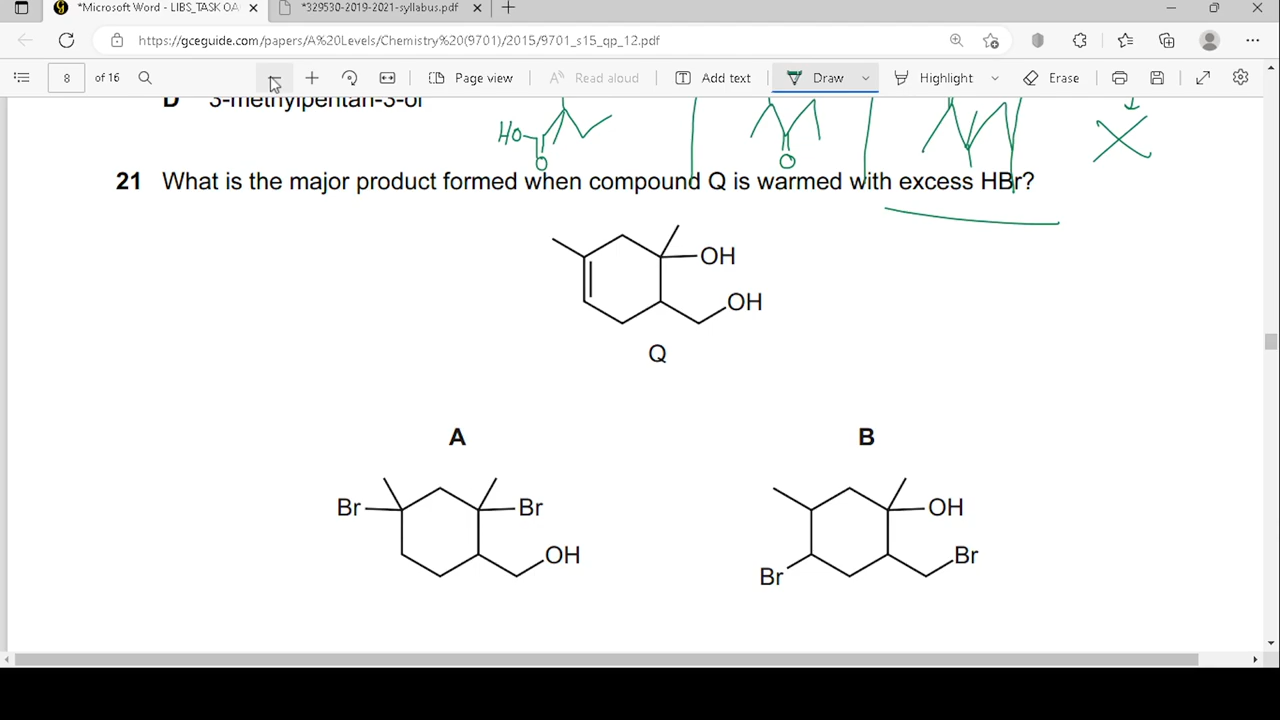 *Microsoft Word - LIBS_TASK OA
*329530-2019-2021-syllabus.pdf
https://gceguide.com/papers/A%20Levels/Chemistry%20(9701)/2015/9701_s15_qp_12.pdf
8 of 16 Page view Read aloud Add text Draw Highlight Erase
D 3-methylpentan-3-ol
HO
O
O
21 What is the major product formed when compound Q is warmed with excess HBr?
OH
OH
Q
A B
Br Br OH
OH Br
Br